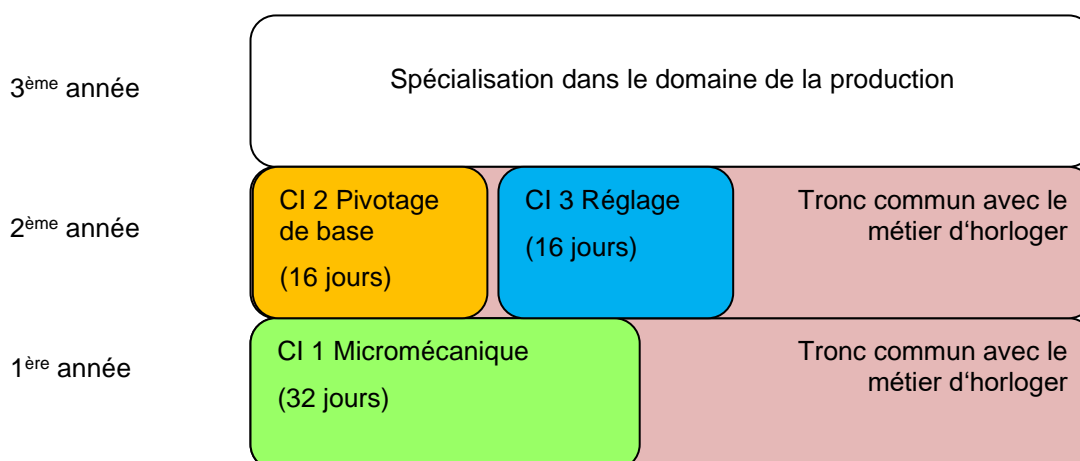 3ème année
Spécialisation dans le domaine de la production
2ème année
CI 2 Pivotage
de base
(16 jours)
CI 3 Réglage
(16 jours)
Tronc commun avec le
métier d‘horloger
1ère année
CI 1 Micromécanique
(32 jours)
Tronc commun avec le
métier d‘horloger